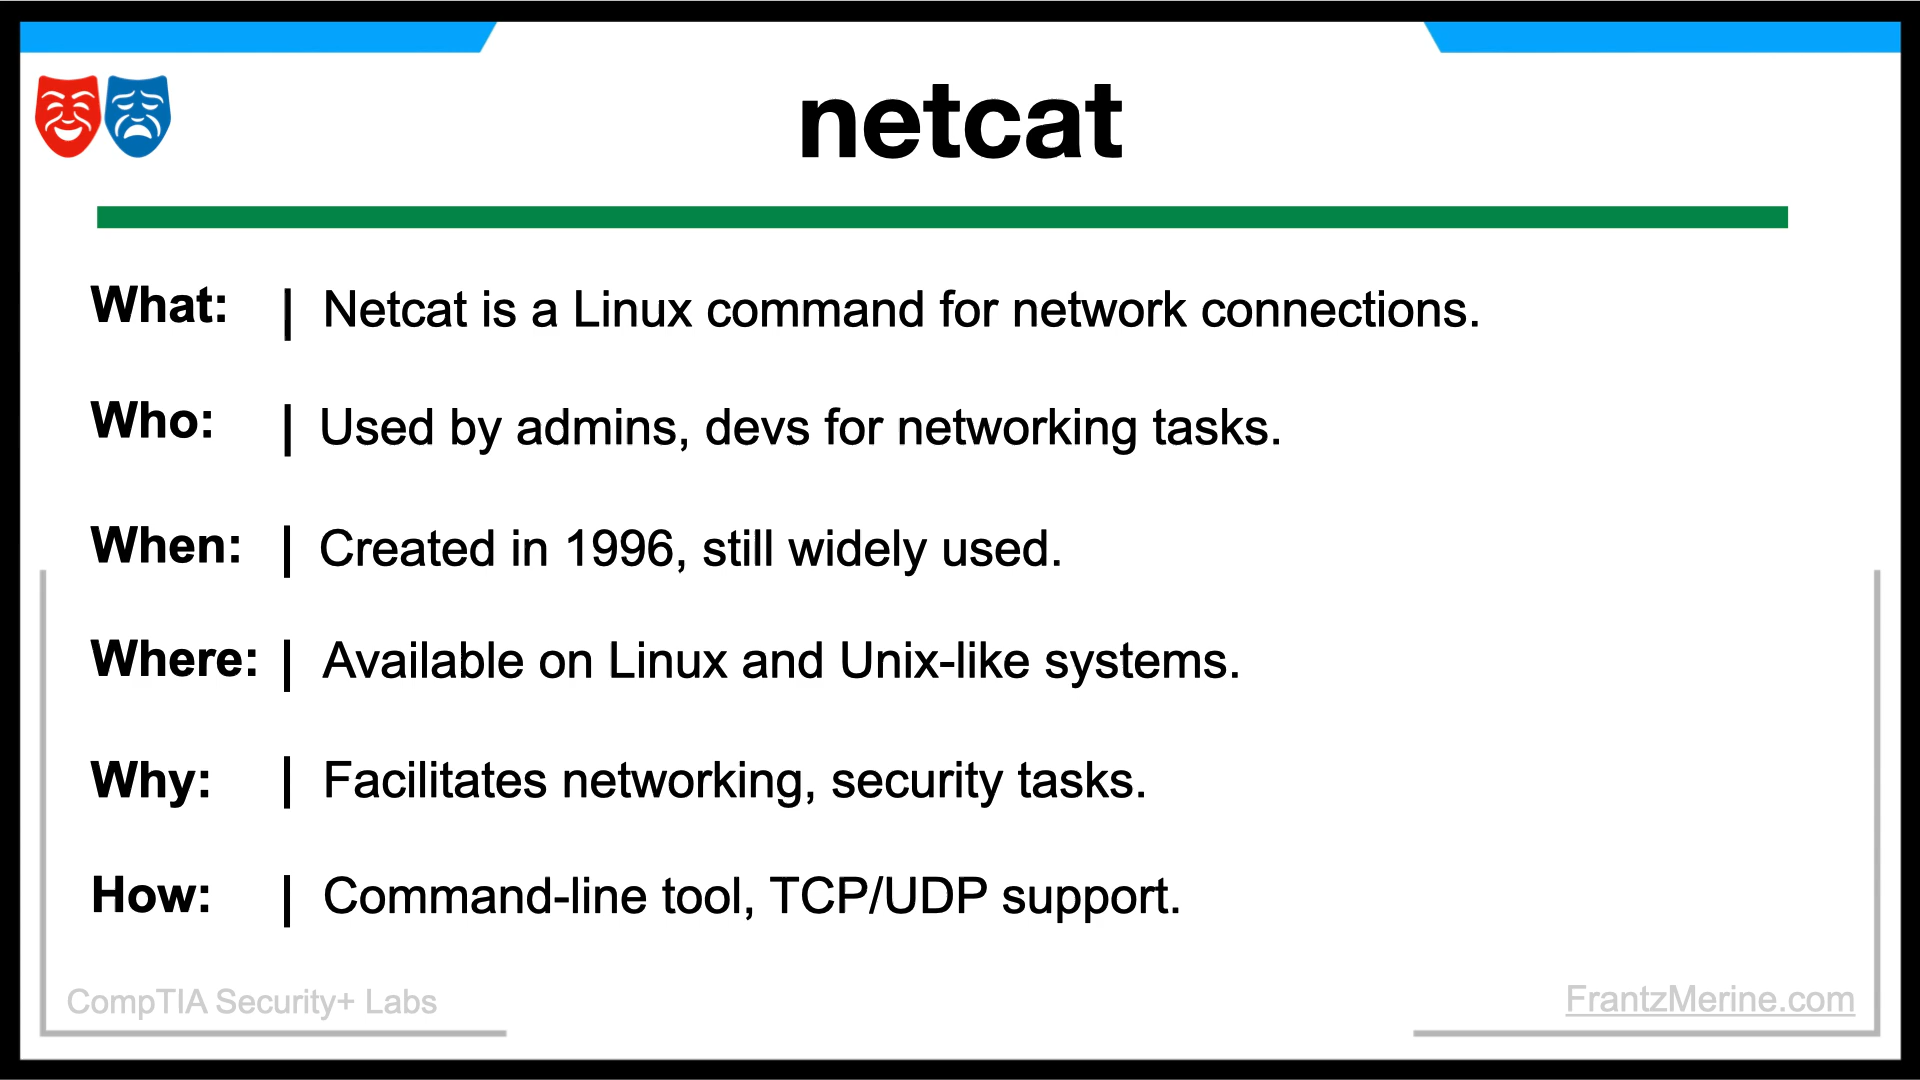 netcat
What: | Netcat is a Linux command for network connections.
Who: | Used by admins, devs for networking tasks.
When: | Created in 1996, still widely used.
Where: | Available on Linux and Unix-like systems.
Why: | Facilitates networking, security tasks.
How: | Command-line tool, TCP/UDP support.
CompTIA Security+ Labs
FrantzMerine.com